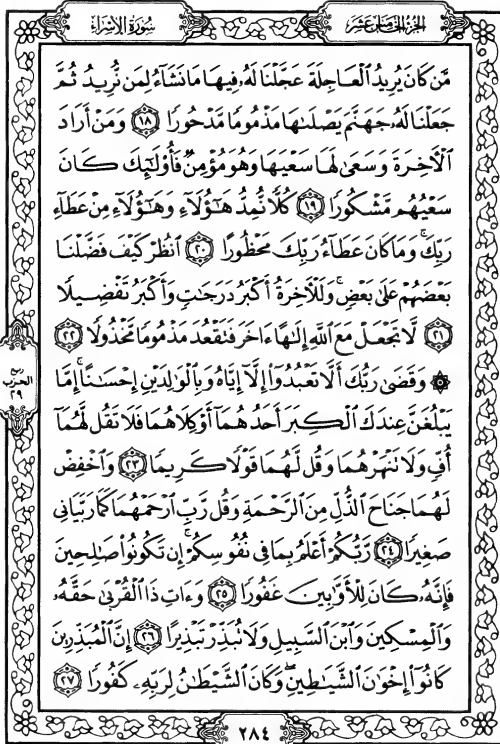 الجزء الخامس عشر
سورة الإسراء
مَّن كَانَ يُرِيدُ ٱلْعَاجِلَةَ عَجَّلْنَا لَهُۥ فِيهَا مَا نَشَآءُ لِمَن نُّرِيدُ ثُمَّ
جَعَلْنَا لَهُۥ جَهَنَّمَ يَصْلَىٰهَا مَذْمُومًا مَّدْحُورًا ١٨ وَمَنْ أَرَادَ
ٱلْأٓخِرَةَ وَسَعَىٰ لَهَا سَعْيَهَا وَهُوَ مُؤْمِنٌ فَأُو۟لَٰٓئِكَ كَانَ
سَعْيُهُم مَّشْكُورًا ١٩ كُلًّا نُّمِدُّ هَٰٓؤُلَآءِ وَهَٰٓؤُلَآءِ مِنْ عَطَآءِ
رَبِّكَ ۚ وَمَا كَانَ عَطَآءُ رَبِّكَ مَحْظُورًا ٢٠ ٱنظُرْ كَيْفَ فَضَّلْنَا
بَعْضَهُمْ عَلَىٰ بَعْضٍ ۚ وَلَلْأٓخِرَةُ أَكْبَرُ دَرَجَٰتٍ وَأَكْبَرُ تَفْضِيلًا
٢١ لَّا تَجْعَلْ مَعَ ٱللَّهِ إِلَٰهًا ءَاخَرَ فَتَقْعُدَ مَذْمُومًا مَّخْذُولًا ٢٢
۞ وَقَضَىٰ رَبُّكَ أَلَّا تَعْبُدُوٓا۟ إِلَّآ إِيَّاهُ وَبِٱلْوَٰلِدَيْنِ إِحْسَٰنًا ۚ إِمَّا
يَبْلُغَنَّ عِندَكَ ٱلْكِبَرَ أَحَدُهُمَآ أَوْ كِلَاهُمَا فَلَا تَقُل لَّهُمَآ
أُفٍّ وَلَا تَنْهَرْهُمَا وَقُل لَّهُمَا قَوْلًا كَرِيمًا ٢٣ وَٱخْفِضْ
لَهُمَا جَنَاحَ ٱلذُّلِّ مِنَ ٱلرَّحْمَةِ وَقُل رَّبِّ ٱرْحَمْهُمَا كَمَا رَبَّيَانِى
صَغِيرًا ٢٤ رَّبُّكُمْ أَعْلَمُ بِمَا فِى نُفُوسِكُمْ ۚ إِن تَكُونُوا۟ صَٰلِحِينَ
فَإِنَّهُۥ كَانَ لِلْأَوَّٰبِينَ غَفُورًا ٢٥ وَءَاتِ ذَا ٱلْقُرْبَىٰ حَقَّهُۥ
وَٱلْمِسْكِينَ وَٱبْنَ ٱلسَّبِيلِ وَلَا تُبَذِّرْ تَبْذِيرًا ٢٦ إِنَّ ٱلْمُبَذِّرِينَ
كَانُوٓا۟ إِخْوَٰنَ ٱلشَّيَٰطِينِ ۖ وَكَانَ ٱلشَّيْطَٰنُ لِرَبِّهِۦ كَفُورًا ٢٧
ربع
الحزب
٢٩
٢٨٤